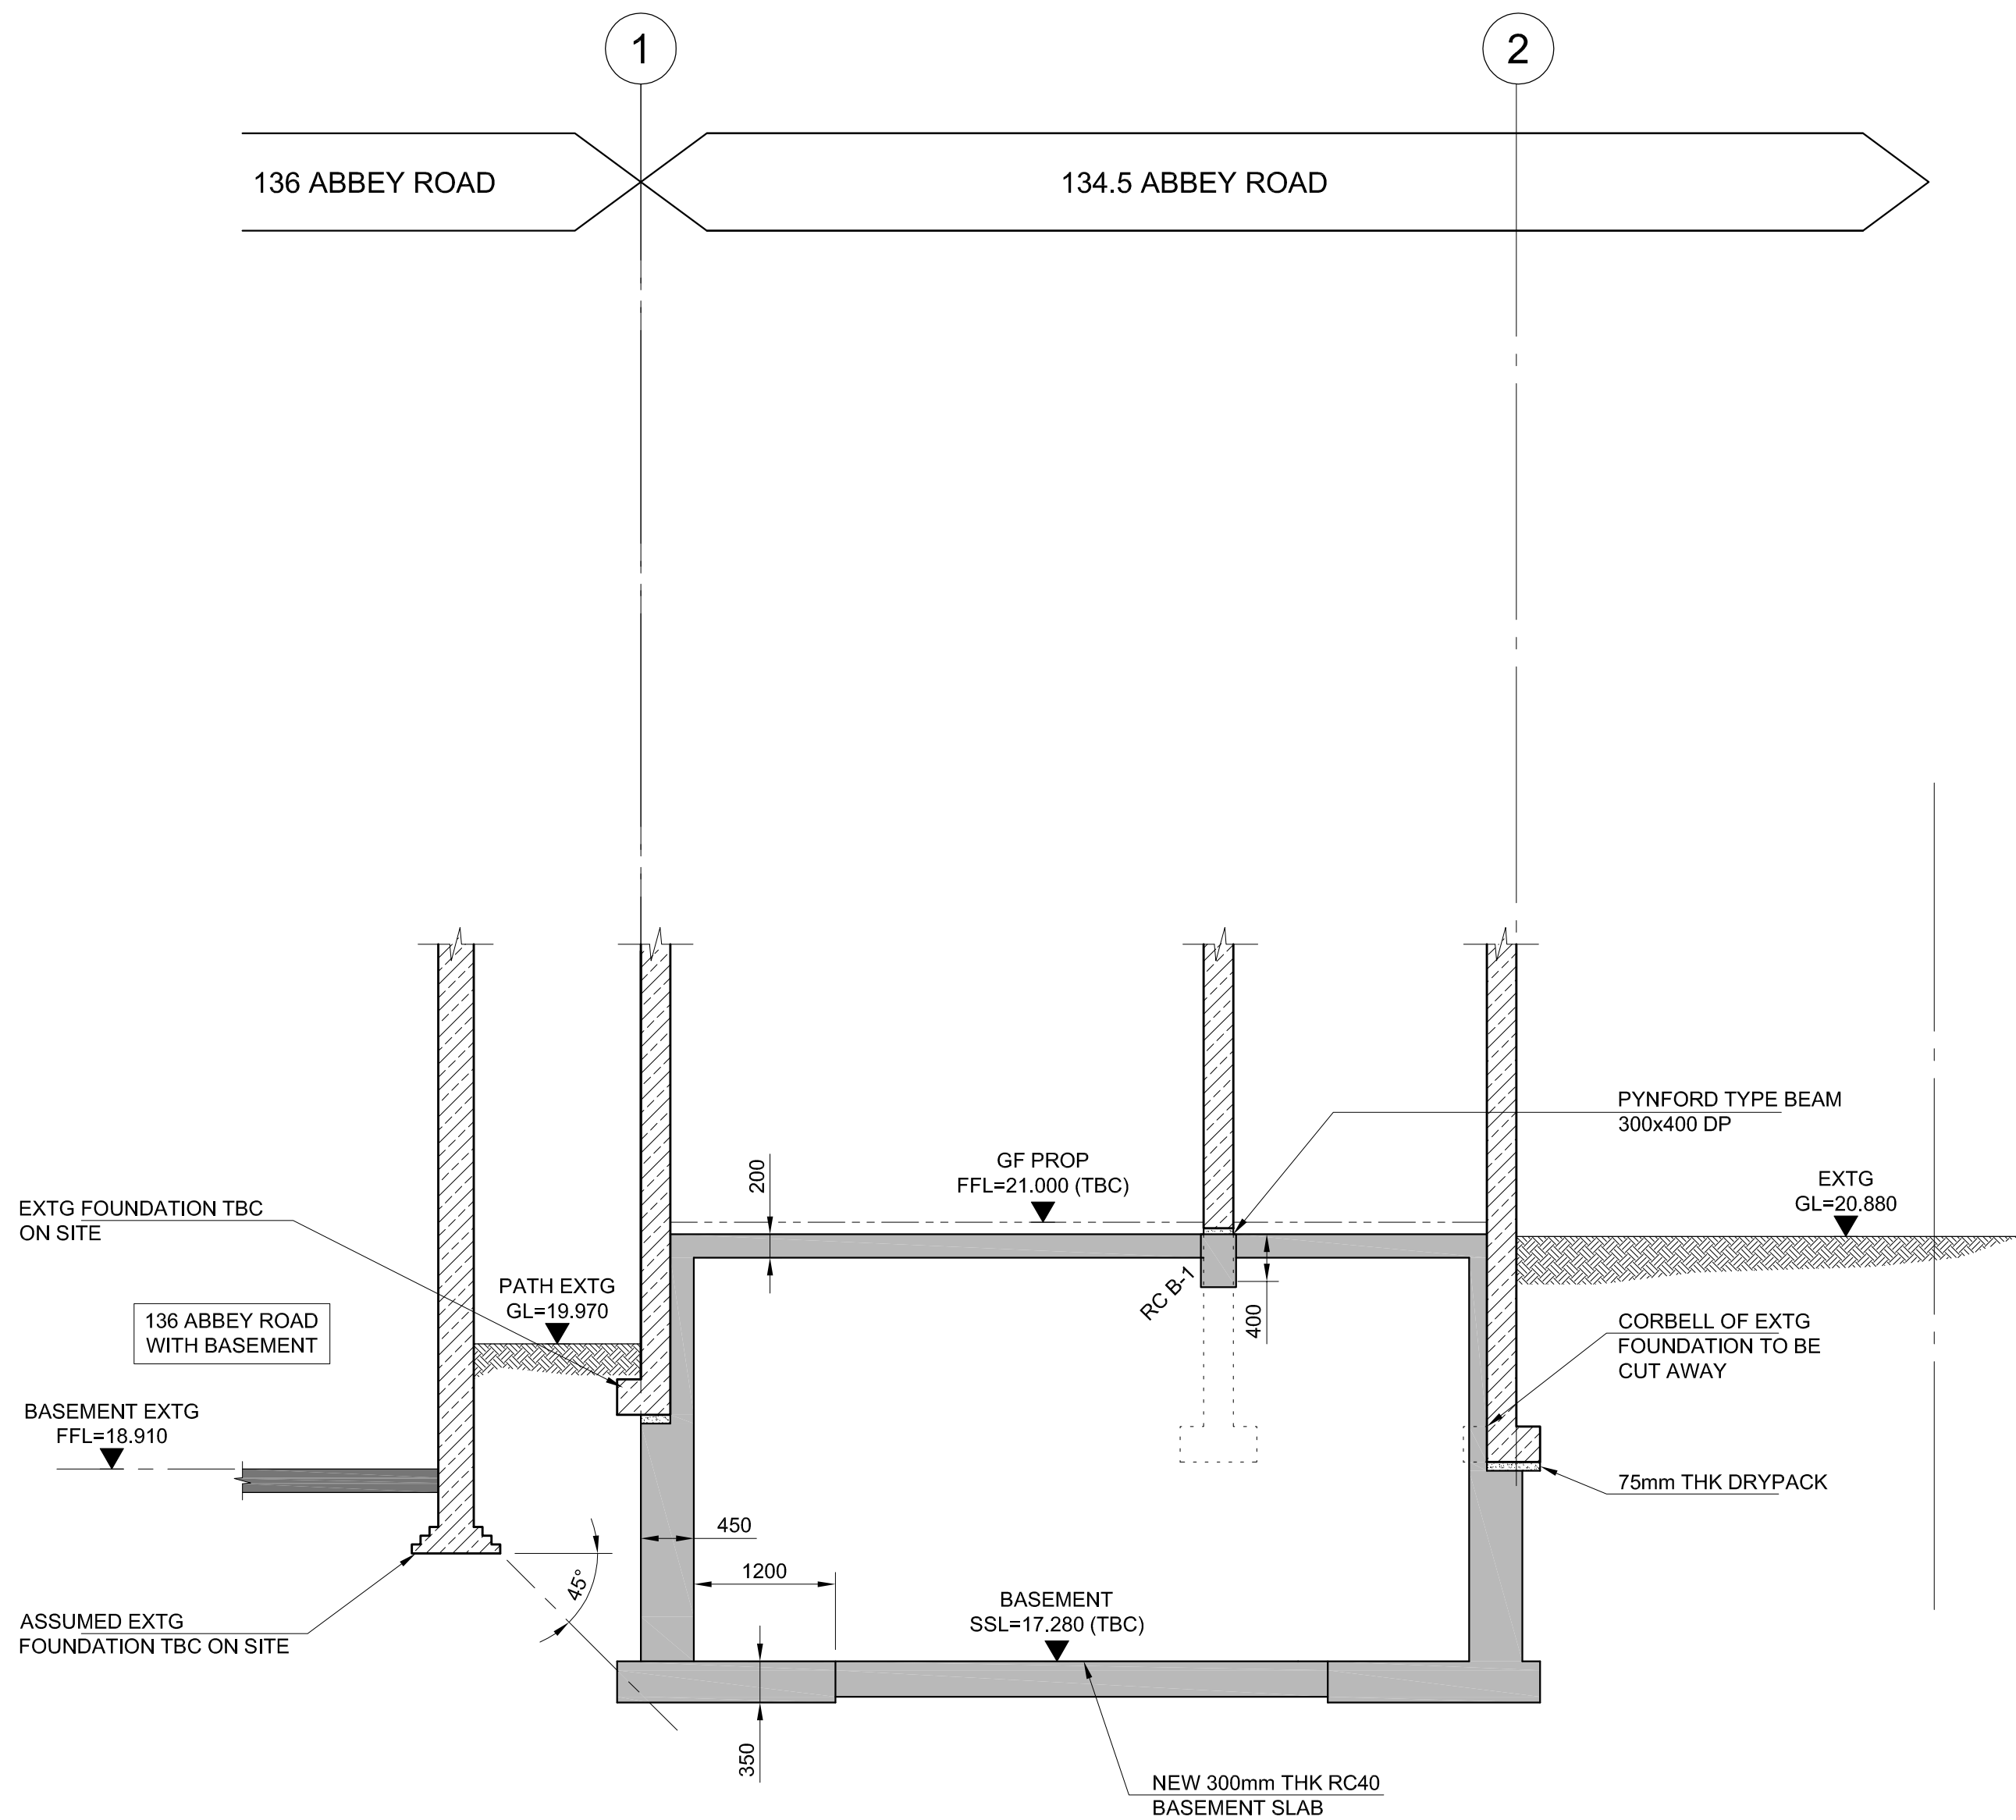 1
2
136 ABBEY ROAD
134.5 ABBEY ROAD
PYNFORD TYPE BEAM
300x400 DP
GF PROP
FFL=21.000 (TBC)
200
EXTG
GL=20.880
EXTG FOUNDATION TBC
ON SITE
PATH EXTG
GL=19.970
RC B-1
400
136 ABBEY ROAD
WITH BASEMENT
CORBELL OF EXTG
FOUNDATION TO BE
CUT AWAY
BASEMENT EXTG
FFL=18.910
75mm THK DRYPACK
450
1200
45°
BASEMENT
SSL=17.280 (TBC)
ASSUMED EXTG
FOUNDATION TBC ON SITE
350
NEW 300mm THK RC40
BASEMENT SLAB